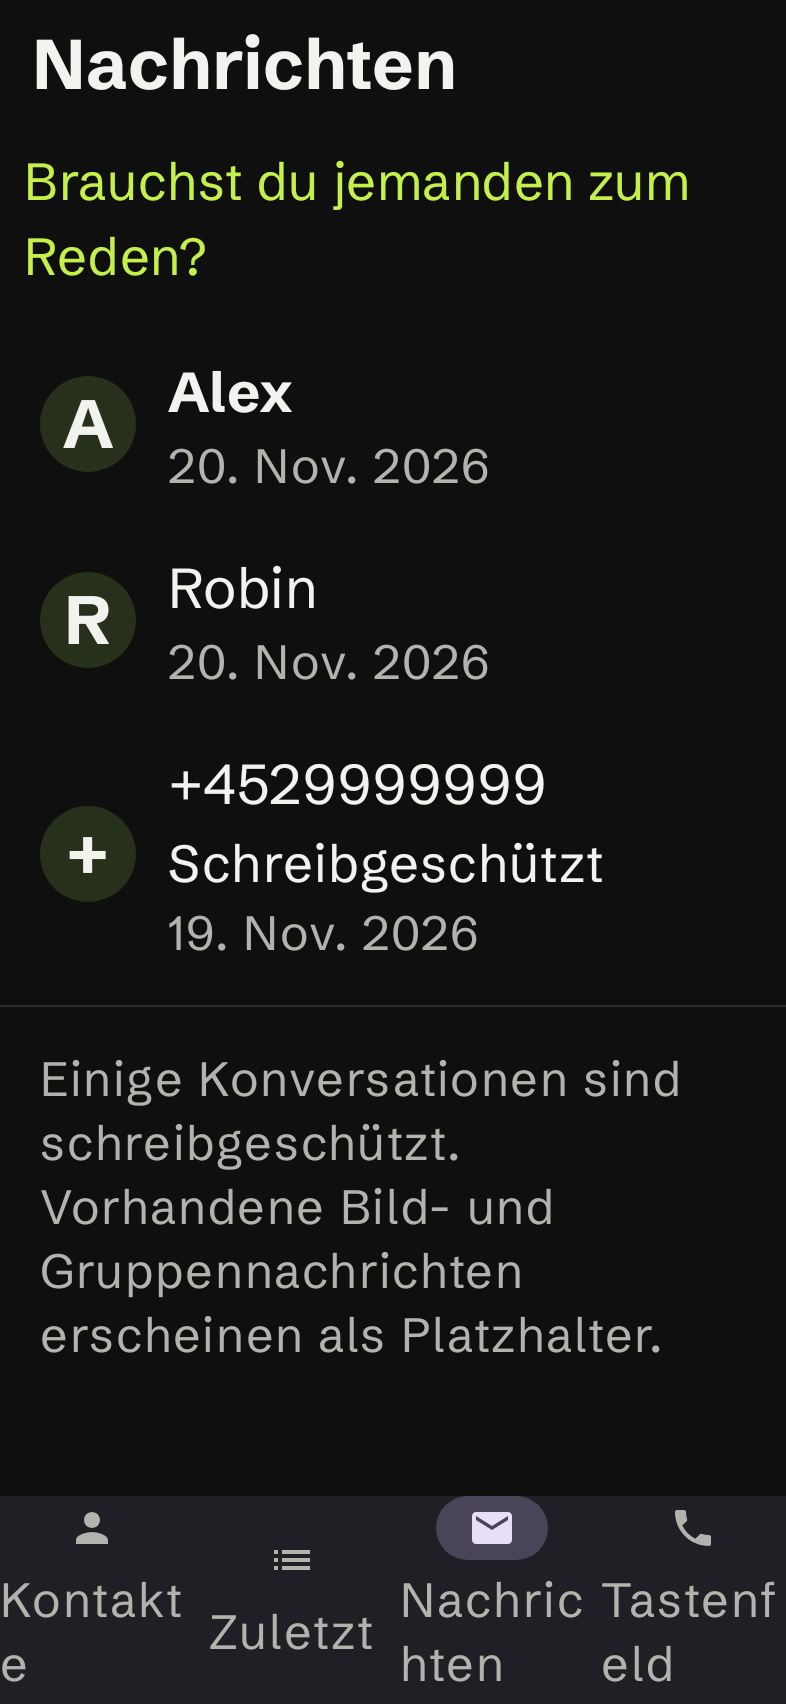 Nachrichten
Brauchst du jemanden zum
Reden?
A
Alex
20. Nov. 2026
R
Robin
20. Nov. 2026
+
+4529999999
Schreibgeschützt
19. Nov. 2026
Einige Konversationen sind
schreibgeschützt.
Vorhandene Bild- und
Gruppennachrichten
erscheinen als Platzhalter.
Kontakt
e
Zuletzt
Nachric
hten
Tastenf
eld